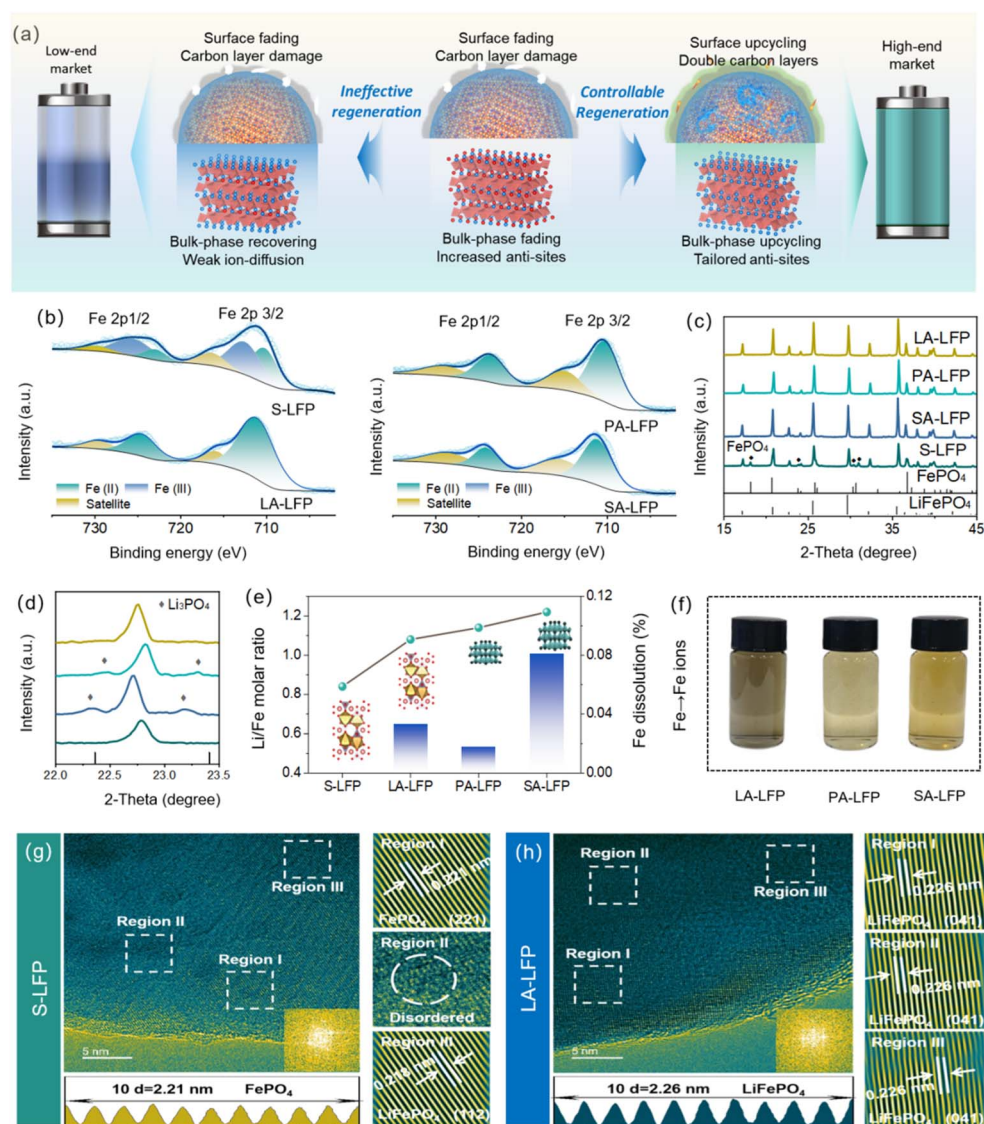 (a)
Low-end
market
Surface fading
Carbon layer damage
Ineffective
regeneration
Bulk-phase recovering
Weak ion-diffusion
Surface fading
Carbon layer damage
Bulk-phase fading
Increased anti-sites
Controllable
Regeneration
Surface upcycling
Double carbon layers
Bulk-phase upcycling
Tailored anti-sites
High-end
market
(b)
Fe 2p1/2
Fe 2p 3/2
S-LFP
Fe (II)
Fe (III)
Satellite
LA-LFP
Intensity (a.u.)
730
720
710
Binding energy (eV)
Fe 2p1/2
Fe 2p 3/2
PA-LFP
Fe (II)
Fe (III)
Satellite
SA-LFP
Intensity (a.u.)
730
720
710
Binding energy (eV)
(c)
LA-LFP
PA-LFP
SA-LFP
S-LFP
FePO₄
FePO₄
LiFePO₄
Intensity (a.u.)
15
25
35
45
2-Theta (degree)
(d)
Li₃PO₄
Intensity (a.u.)
22.0
22.5
23.0
23.5
2-Theta (degree)
(e)
Li/Fe molar ratio
1.2
1.0
0.8
0.6
0.4
S-LFP
LA-LFP
PA-LFP
SA-LFP
0.12
0.08
0.04
0.00
Fe dissolution (%)
(f)
Fe→Fe ions
LA-LFP
PA-LFP
SA-LFP
(g)
S-LFP
Region III
Region II
Region I
5 nm
10 d=2.21 nm
FePO₄
Region I
0.221 nm
FePO₄ (221)
Region II
Disordered
Region III
0.218 nm
LiFePO₄ (112)
(h)
LA-LFP
Region II
Region III
Region I
5 nm
10 d=2.26 nm
LiFePO₄
Region I
0.226 nm
LiFePO₄ (041)
Region II
0.226 nm
LiFePO₄ (041)
Region III
0.226 nm
LiFePO₄ (041)